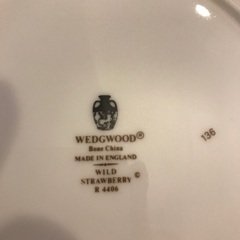 WEDGWOOD®
Bone China
MADE IN ENGLAND
WILD ©
STRAWBERRY
R 4406
136